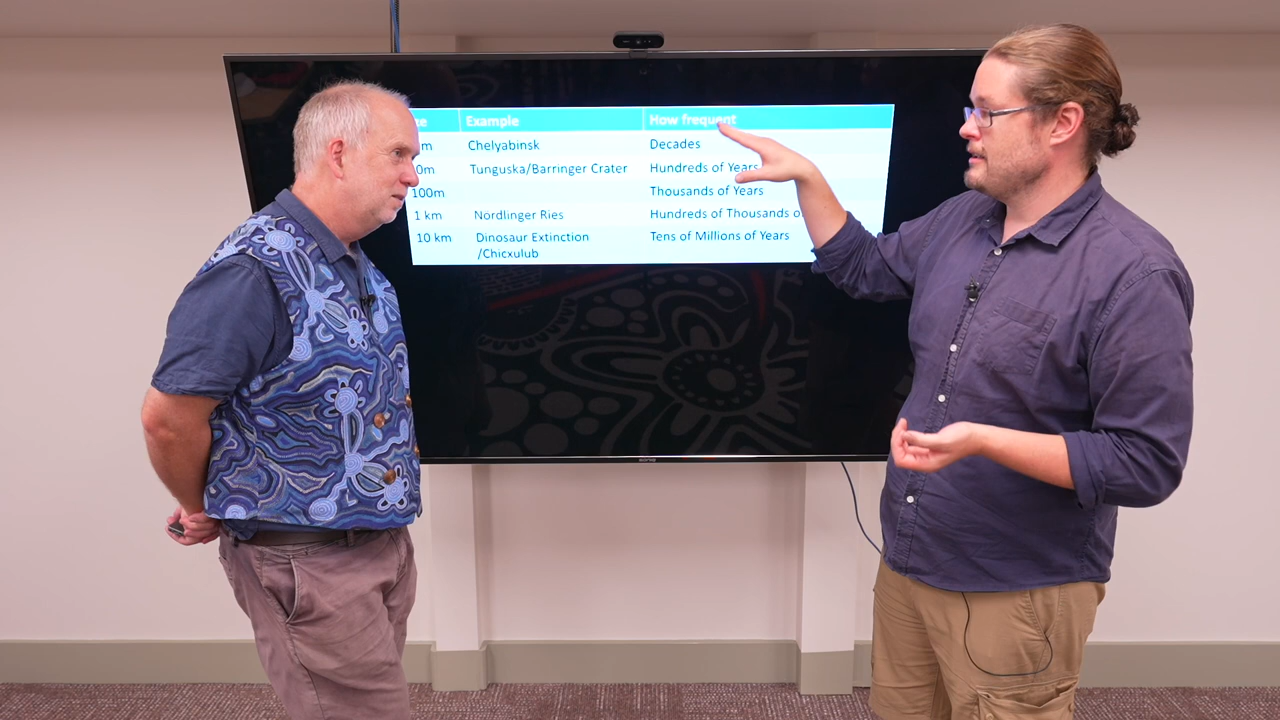 Example How frequent
m Chelyabinsk Decades
0m Tunguska/Barringer Crater Hundreds of Years
100m Thousands of Years
1 km Nordlinger Ries Hundreds of Thousands o
10 km Dinosaur Extinction Tens of Millions of Years
/Chicxulub